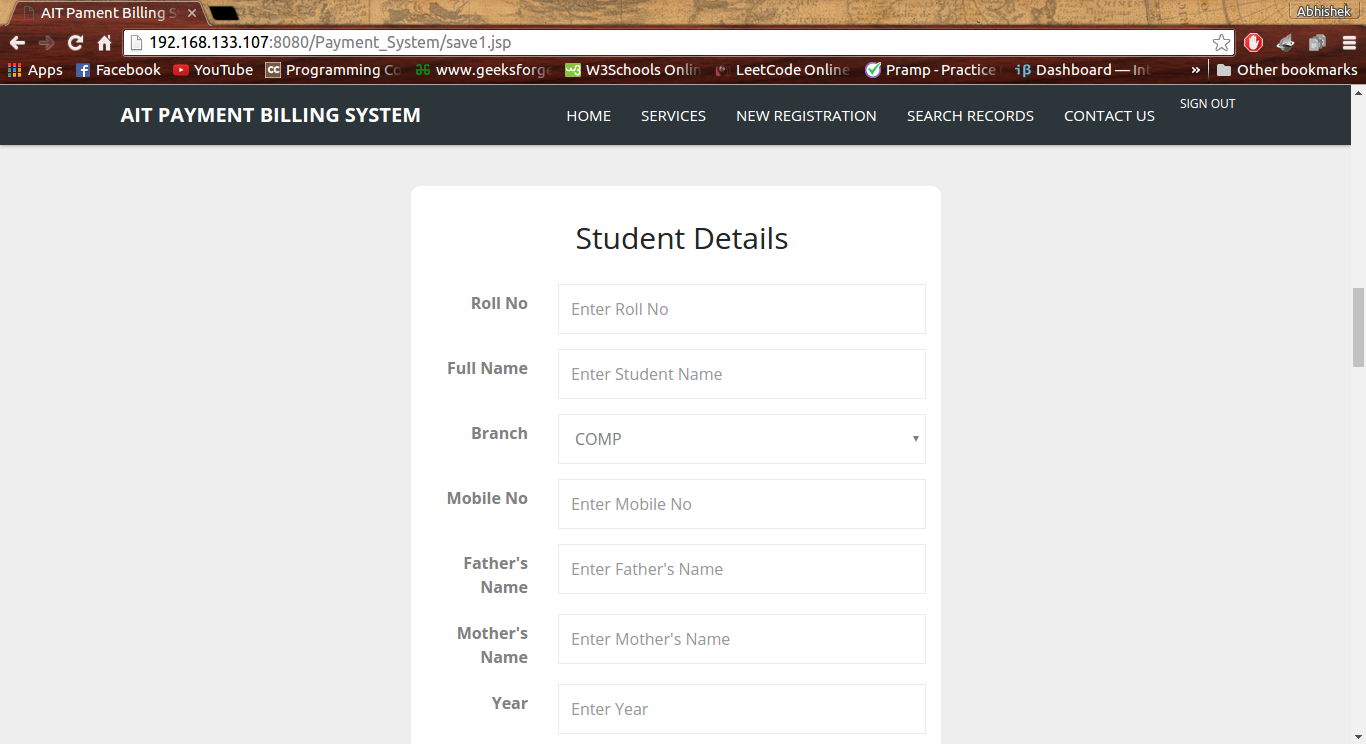 AIT Pament Billing S
Abhishek
192.168.133.107:8080/Payment_System/save1.jsp
Apps Facebook YouTube Programming Co www.geeksforge W3Schools Onlin LeetCode Online Pramp - Practice Dashboard — Int » Other bookmarks
AIT PAYMENT BILLING SYSTEM HOME SERVICES NEW REGISTRATION SEARCH RECORDS CONTACT US SIGN OUT
Student Details
Roll No Enter Roll No
Full Name Enter Student Name
Branch COMP
Mobile No Enter Mobile No
Father's Name Enter Father's Name
Mother's Name Enter Mother's Name
Year Enter Year